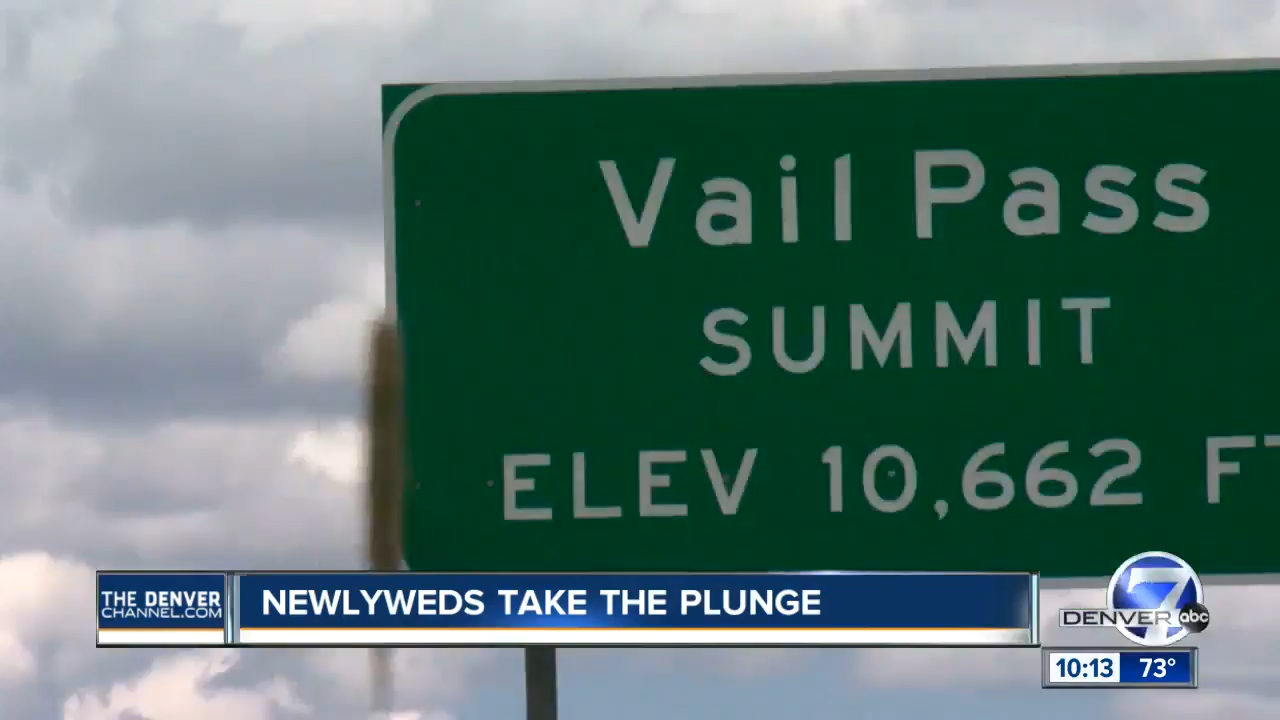 Vail Pass
SUMMIT
ELEV 10,662 FT
THE DENVER
CHANNEL.COM
NEWLYWEDS TAKE THE PLUNGE
7
DENVER abc
10:13 73°